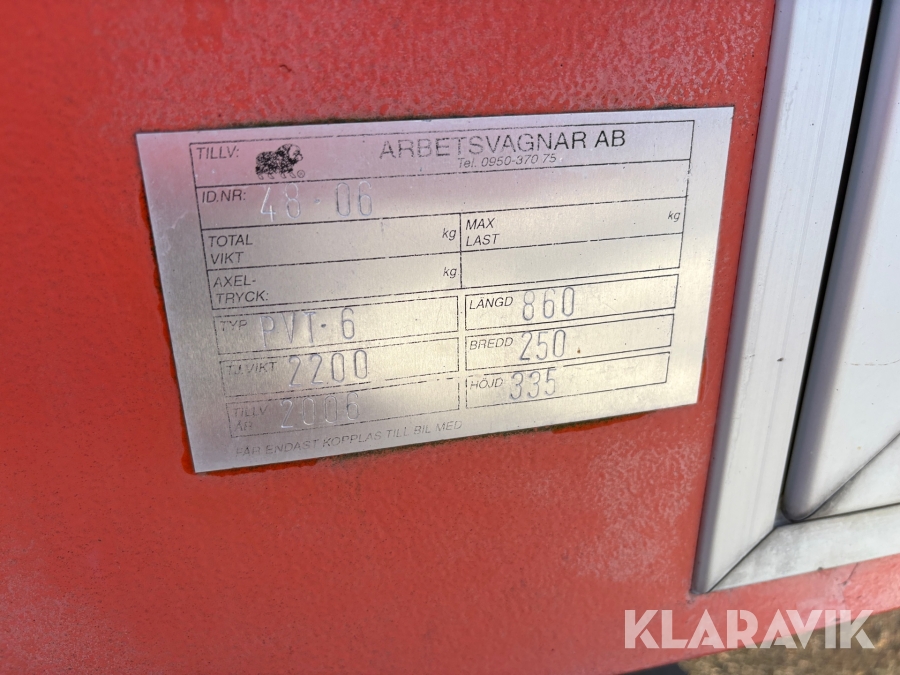 TILLV: ® ARBETSVAGNAR AB
Tel. 0950-370 75
ID.NR: 48-06
TOTAL VIKT kg MAX LAST kg
AXEL-TRYCK: kg
TYP PVT-6 LÄNGD 860
TJ.VIKT 2200 BREDD 250
TILLV ÅR 2006 HÖJD 335
FÅR ENDAST KOPPLAS TILL BIL MED
KLARAVIK